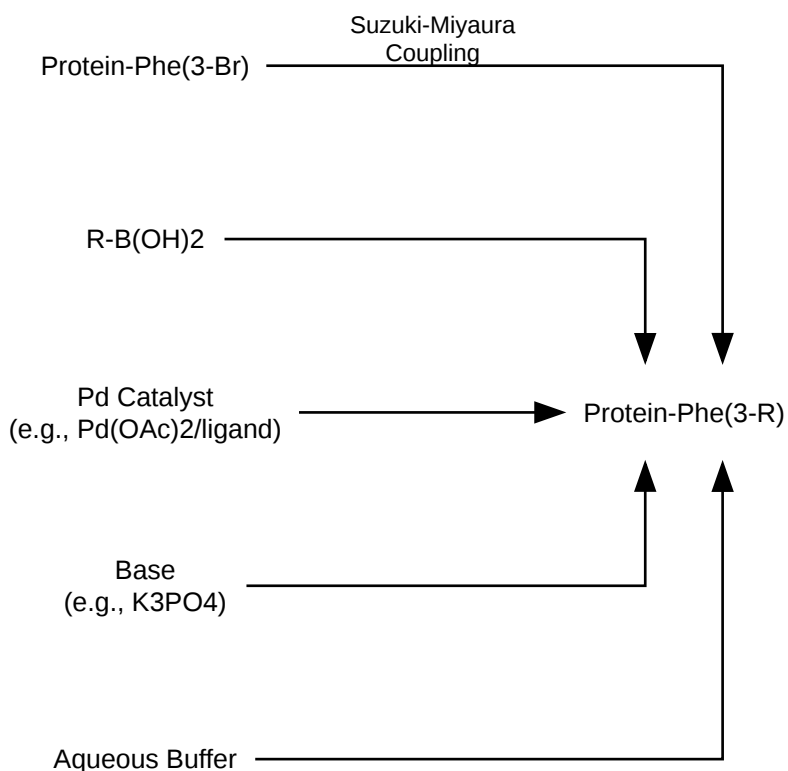 Suzuki-Miyaura
Coupling
Protein-Phe(3-Br)
R-B(OH)2
Pd Catalyst
(e.g., Pd(OAc)2/ligand)
Protein-Phe(3-R)
Base
(e.g., K3PO4)
Aqueous Buffer